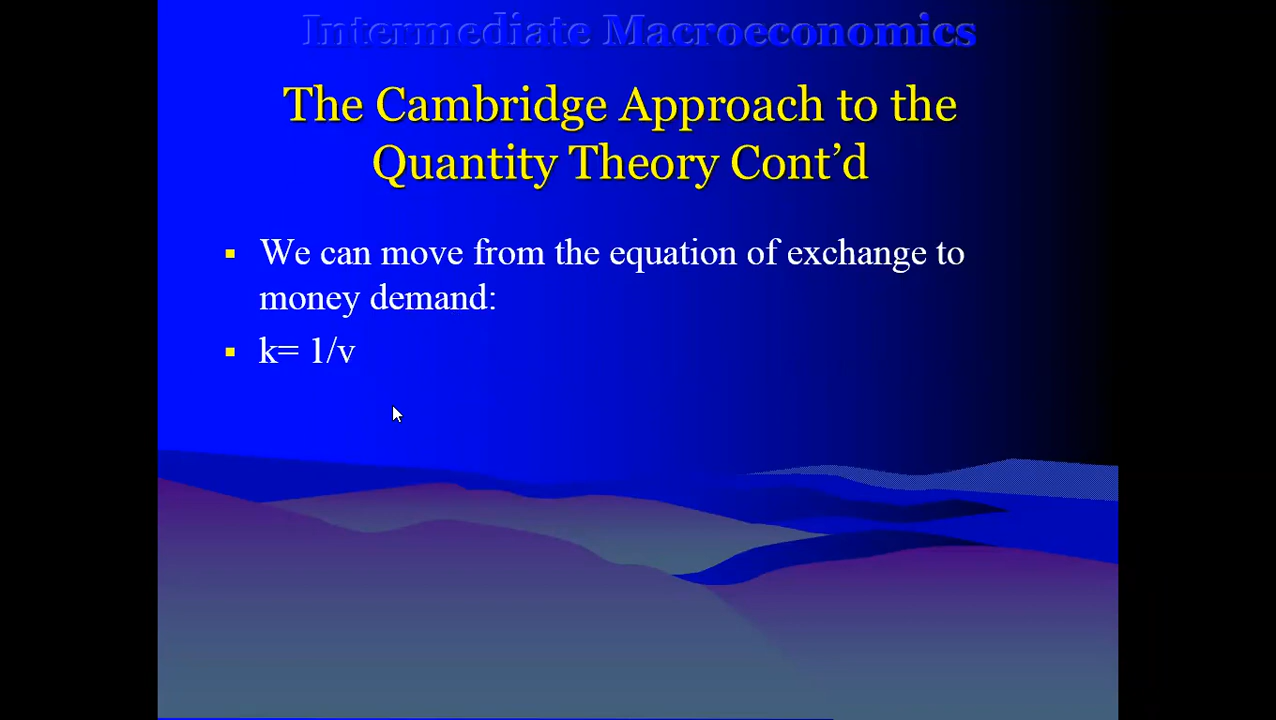 Intermediate Macroeconomics
The Cambridge Approach to the
Quantity Theory Cont’d
▪ We can move from the equation of exchange to
money demand:
▪ k= 1/v